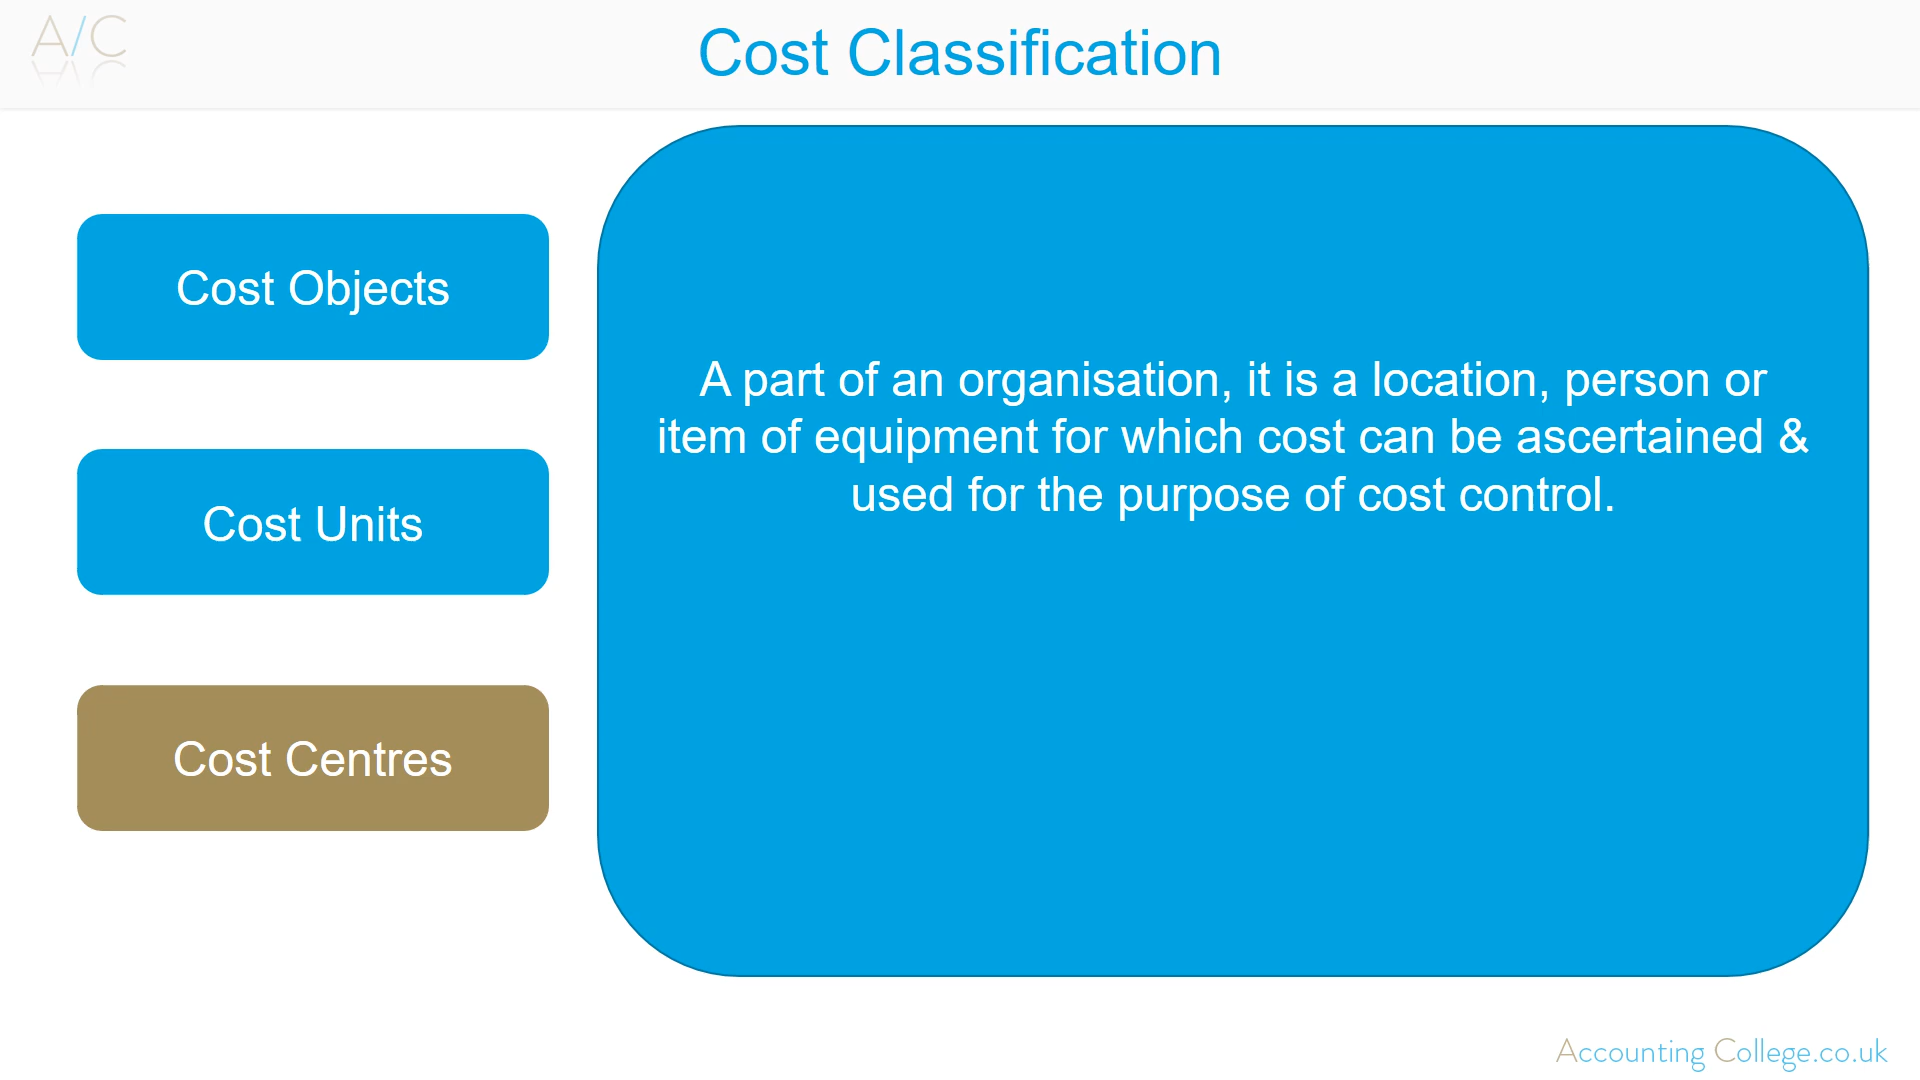 A/C
Cost Classification
Cost Objects
Cost Units
Cost Centres
A part of an organisation, it is a location, person or
item of equipment for which cost can be ascertained &
used for the purpose of cost control.
Accounting College.co.uk